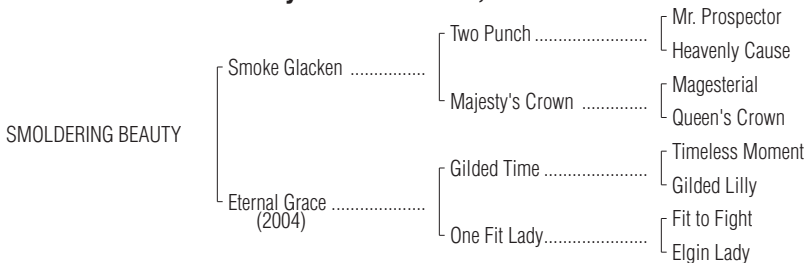 Mr. Prospector
Two Punch ........................
Heavenly Cause
Smoke Glacken ................
Magesterial
Majesty's Crown ..............
Queen's Crown
SMOLDERING BEAUTY
Timeless Moment
Gilded Time ......................
Gilded Lilly
Eternal Grace ....................
(2004)
Fit to Fight
One Fit Lady......................
Elgin Lady